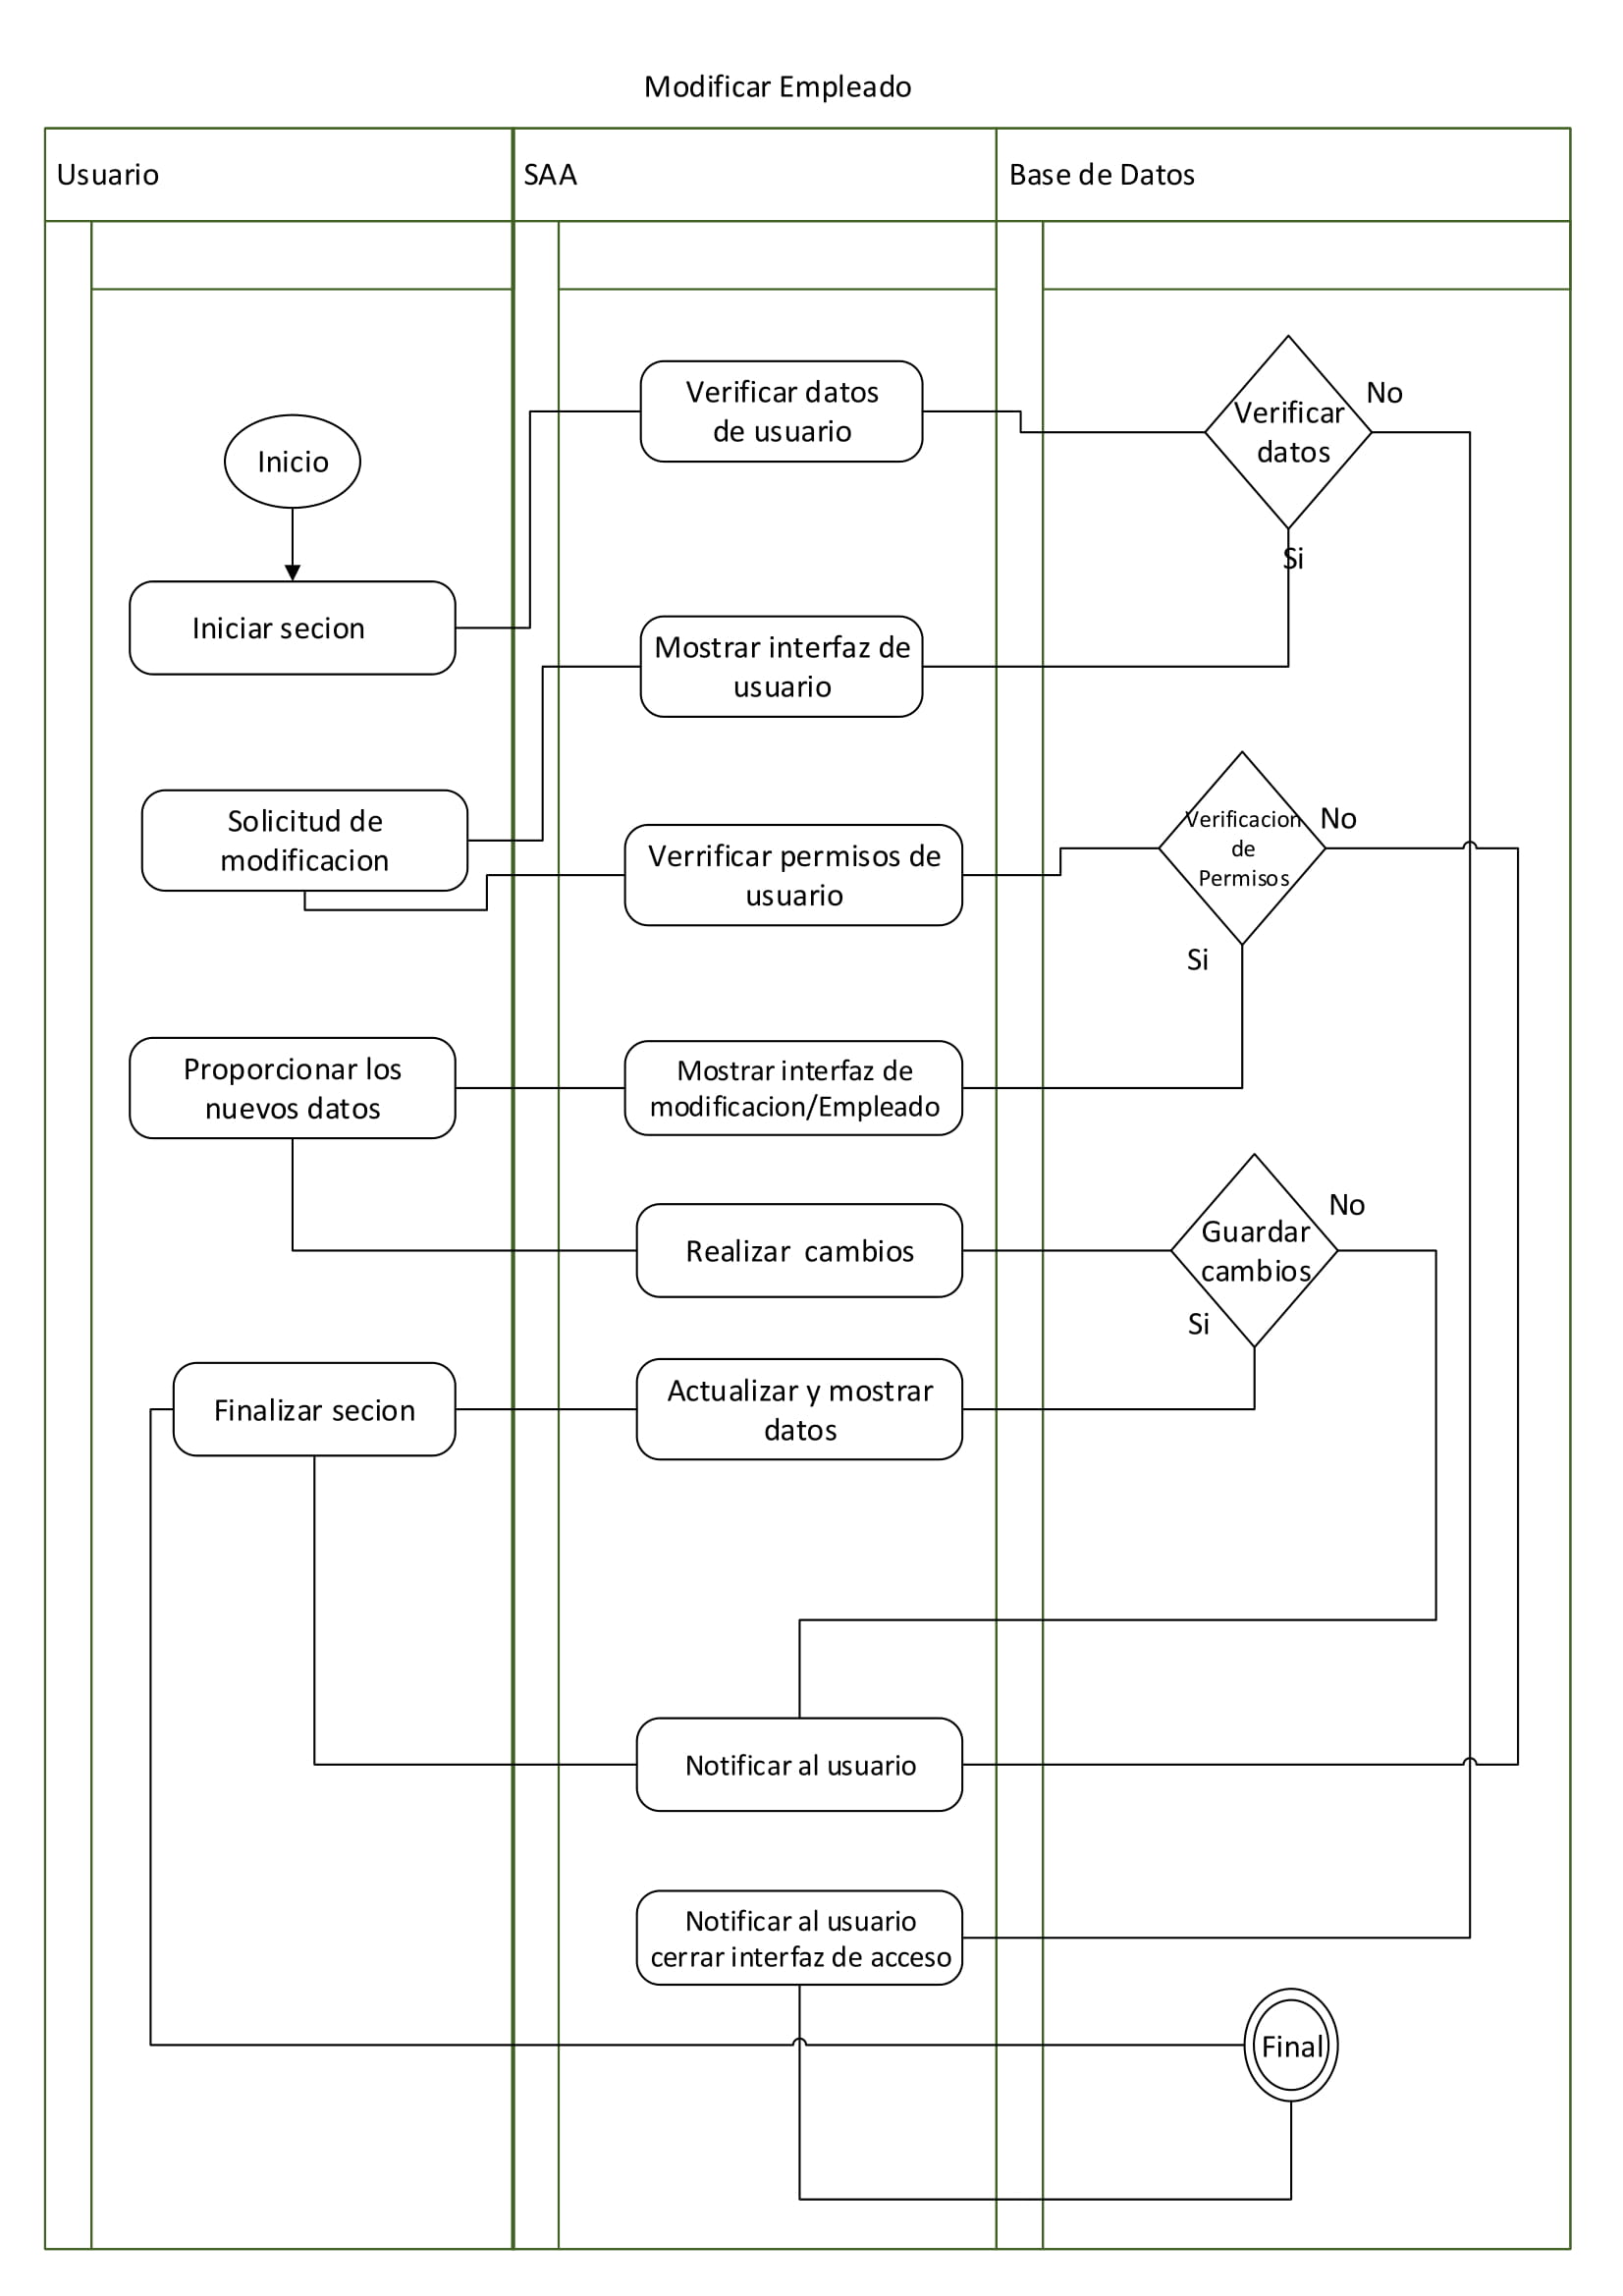 Modificar Empleado
Usuario
SAA
Base de Datos
Verificar datos
de usuario
Verificar
datos
No
Inicio
Si
Iniciar secion
Mostrar interfaz de
usuario
Solicitud de
modificacion
Verrificar permisos de
usuario
Verificacion
de
Permisos
No
Si
Proporcionar los
nuevos datos
Mostrar interfaz de
modificacion/Empleado
Realizar cambios
Guardar
cambios
No
Si
Finalizar secion
Actualizar y mostrar
datos
Notificar al usuario
Notificar al usuario
cerrar interfaz de acceso
Final